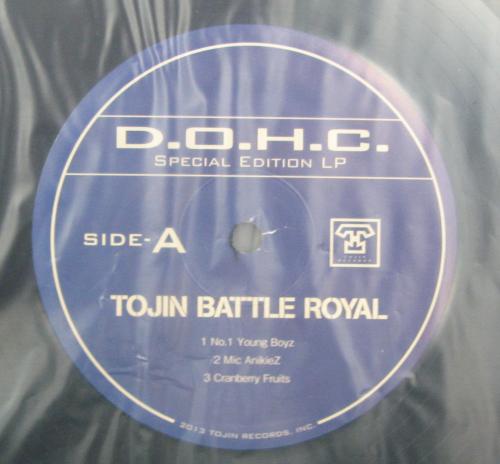 D.O.H.C.
SPECIAL EDITION LP
SIDE-A
TOJIN BATTLE ROYAL
1 No.1 Young Boyz
2 Mic AnikieZ
3 Cranberry Fruits
2013 TOJIN RECORDS, INC.